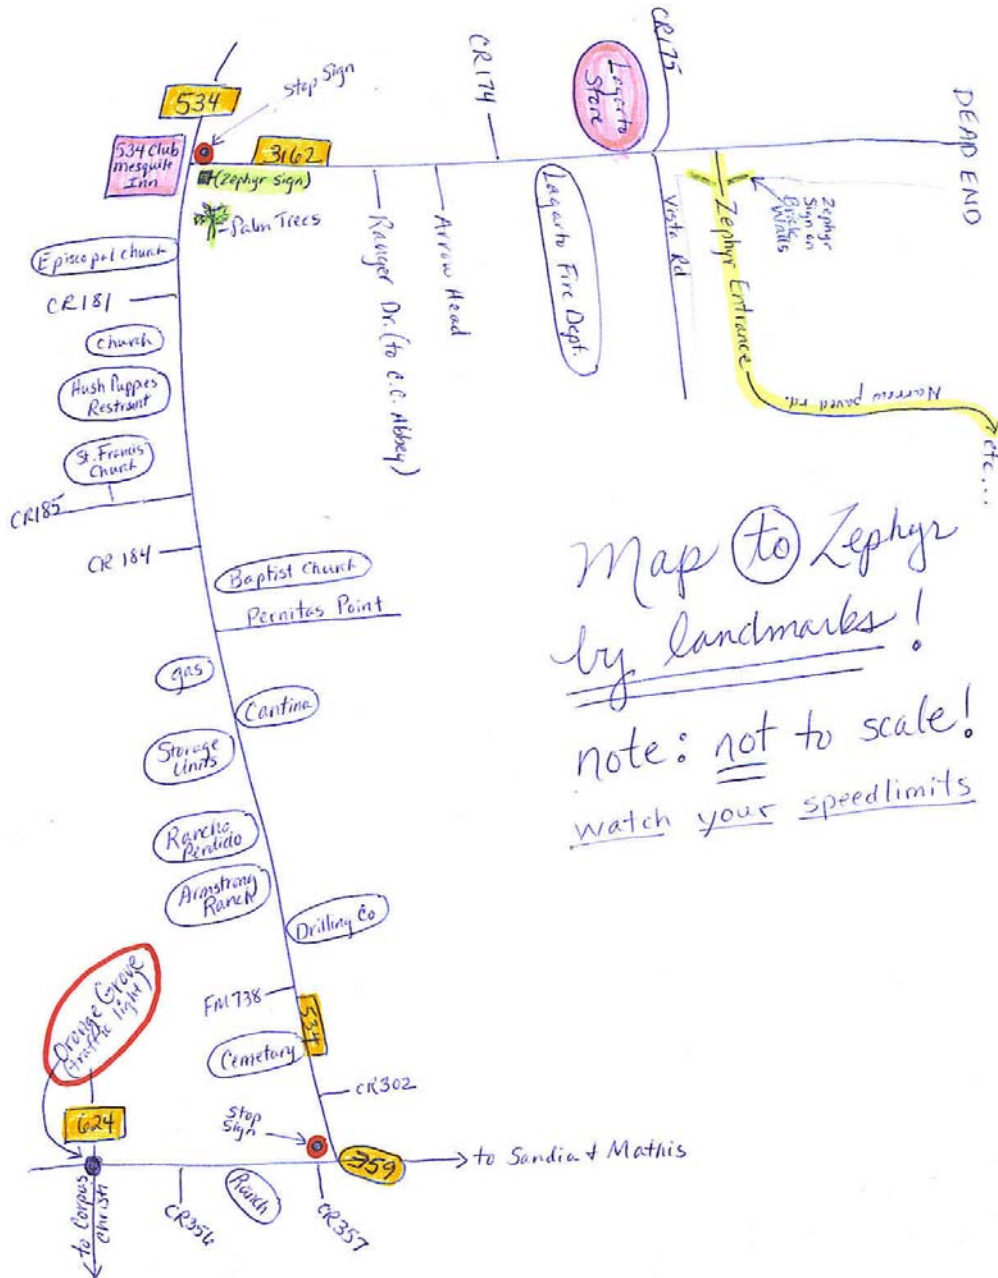 534
Stop Sign
534 Club
Mesquite
Inn
3162
(Zephyr Sign)
Palm Trees
CR174
Lagarto
Store
CR175
DEAD END
Episcopal church
CR181
church
Hush Puppies
Restrant
St. Francis
Church
CR185
CR 184
Ranger Dr. (to C.C. Abbey)
Arrow Head
Lagarto Fire Dept.
Vista Rd
Zephyr
Sign on
Brick
Walls
Zephyr Entrance
Narrow paved rd.
etc...
Map to Zephyr
by landmarks!
note: not to scale!
watch your speedlimits
Baptist Church
Pernitas Point
gas
Cantina
Storage
Units
Rancho
Perdido
Armstrong
Ranch
Drilling Co
FM 738
534
Cemetary
CR302
Orange Grove
(traffic light)
624
Stop
Sign
359
to Sandia & Mathis
to Corpus
Christi
CR356
Ranch
CR357